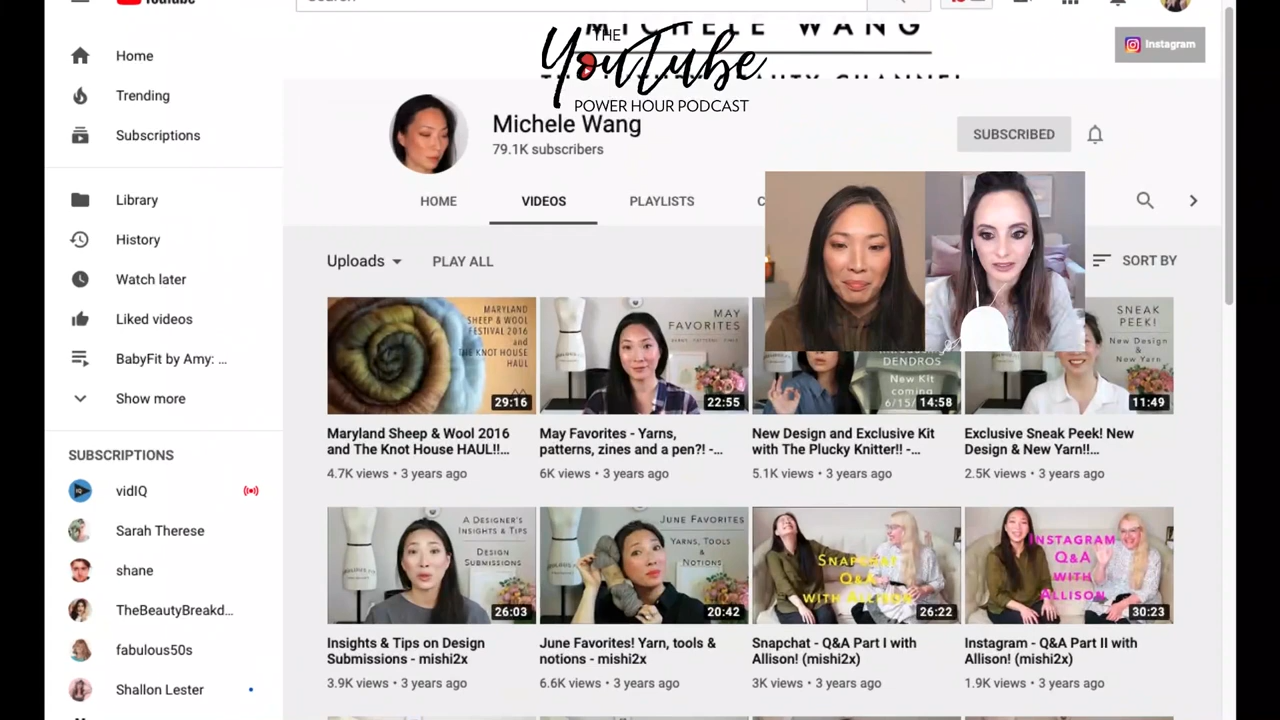 YouTube
Search
MICHELE WANG
THE
YouTube
POWER HOUR PODCAST
Instagram
Michele Wang
79.1K subscribers
SUBSCRIBED
HOME
VIDEOS
PLAYLISTS
C
Uploads
PLAY ALL
SORT BY
Home
Trending
Subscriptions
Library
History
Watch later
Liked videos
BabyFit by Amy: ...
Show more
SUBSCRIPTIONS
vidIQ
Sarah Therese
shane
TheBeautyBreakd...
fabulous50s
Shallon Lester
MARYLAND
SHEEP & WOOL
FESTIVAL 2016
and
THE KNOT HOUSE
HAUL
29:16
MAY
FAVORITES
22:55
DENDROS
New Kit
coming
6/15/
14:58
SNEAK
PEEK!
New Design
&
New Yarn
11:49
Maryland Sheep & Wool 2016
and The Knot House HAUL!!...
4.7K views • 3 years ago
May Favorites - Yarns,
patterns, zines and a pen?! -...
6K views • 3 years ago
New Design and Exclusive Kit
with The Plucky Knitter!! -...
5.1K views • 3 years ago
Exclusive Sneak Peek! New
Design & New Yarn!!...
2.5K views • 3 years ago
A DESIGNER'S
INSIGHTS & TIPS
DESIGN
SUBMISSIONS
26:03
JUNE FAVORITES
YARNS, TOOLS
&
NOTIONS
20:42
SNAPCHAT
Q&A
WITH ALLISON
26:22
INSTAGRAM
Q&A
WITH
ALLISON
30:23
Insights & Tips on Design
Submissions - mishi2x
3.9K views • 3 years ago
June Favorites! Yarn, tools &
notions - mishi2x
6.6K views • 3 years ago
Snapchat - Q&A Part I with
Allison! (mishi2x)
3K views • 3 years ago
Instagram - Q&A Part II with
Allison! (mishi2x)
1.9K views • 3 years ago